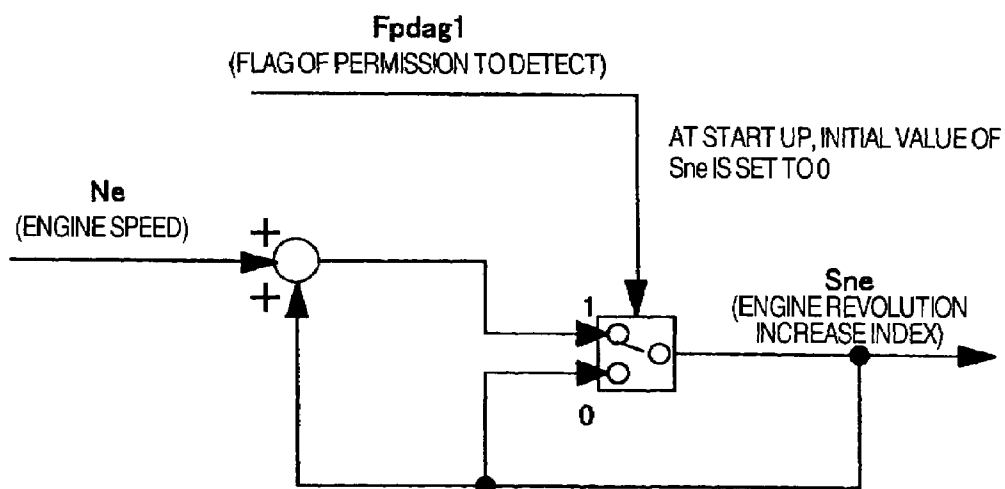 Fpdag1
(FLAG OF PERMISSION TO DETECT)
AT START UP, INITIAL VALUE OF
Sne IS SET TO 0
Ne
(ENGINE SPEED)
+
+
Sne
(ENGINE REVOLUTION
INCREASE INDEX)
1
0